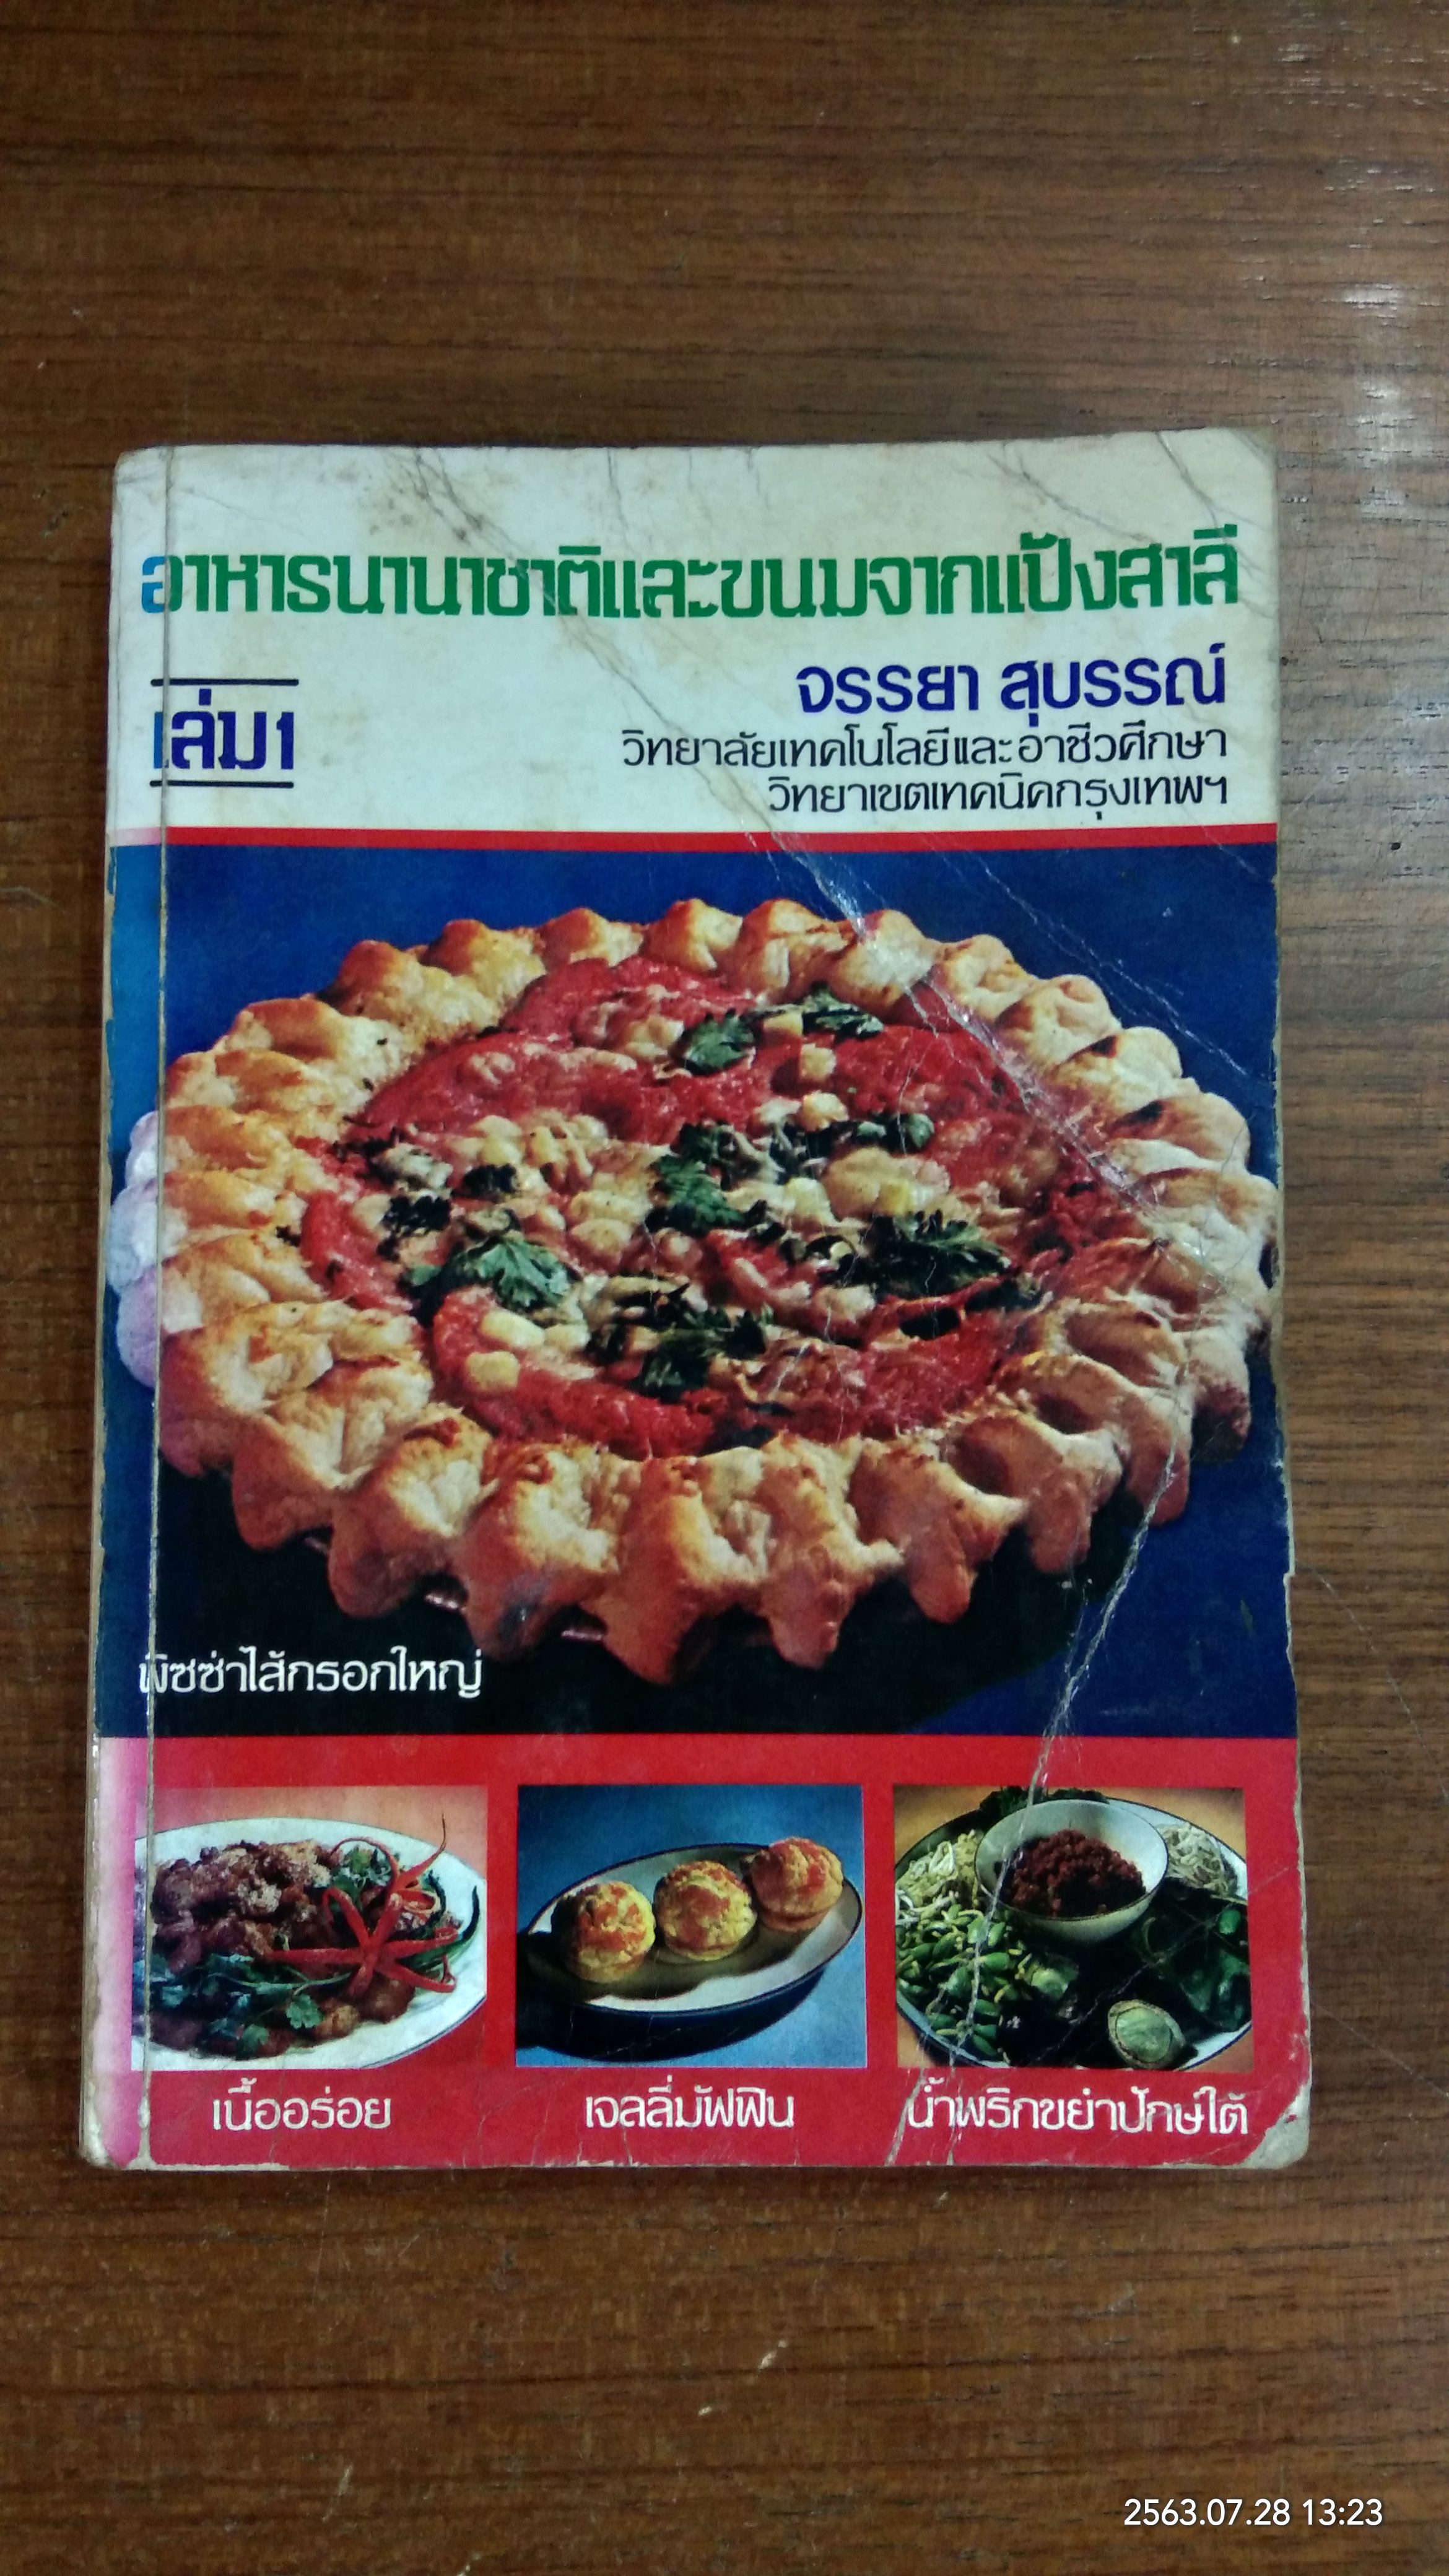 อาหารนานาชาติและขนมจากแป้งสาลี
จรรยา สุบรรณ์
เล่ม1
วิทยาลัยเทคโนโลยีและอาชีวศึกษา
วิทยาเขตเทคนิคกรุงเทพฯ
พิซซ่าไส้กรอกใหญ่
เนื้ออร่อย
เจลลี่มัฟฟิน
น้ำพริกขยำปักษ์ใต้
2563.07.28 13:23